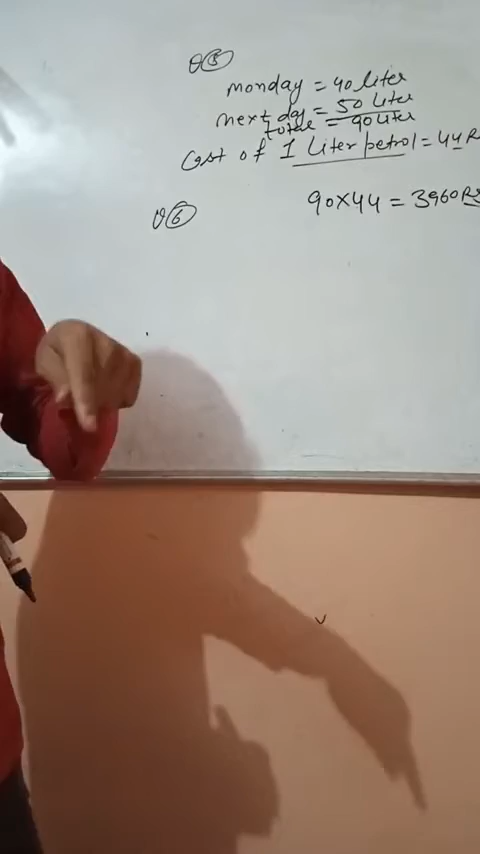 Q⑤
monday = 40 liter
next day = 50 liter
total = 90 liter
Cost of 1 liter petrol = 44 R
90×44 = 3960 Rs
Q⑥